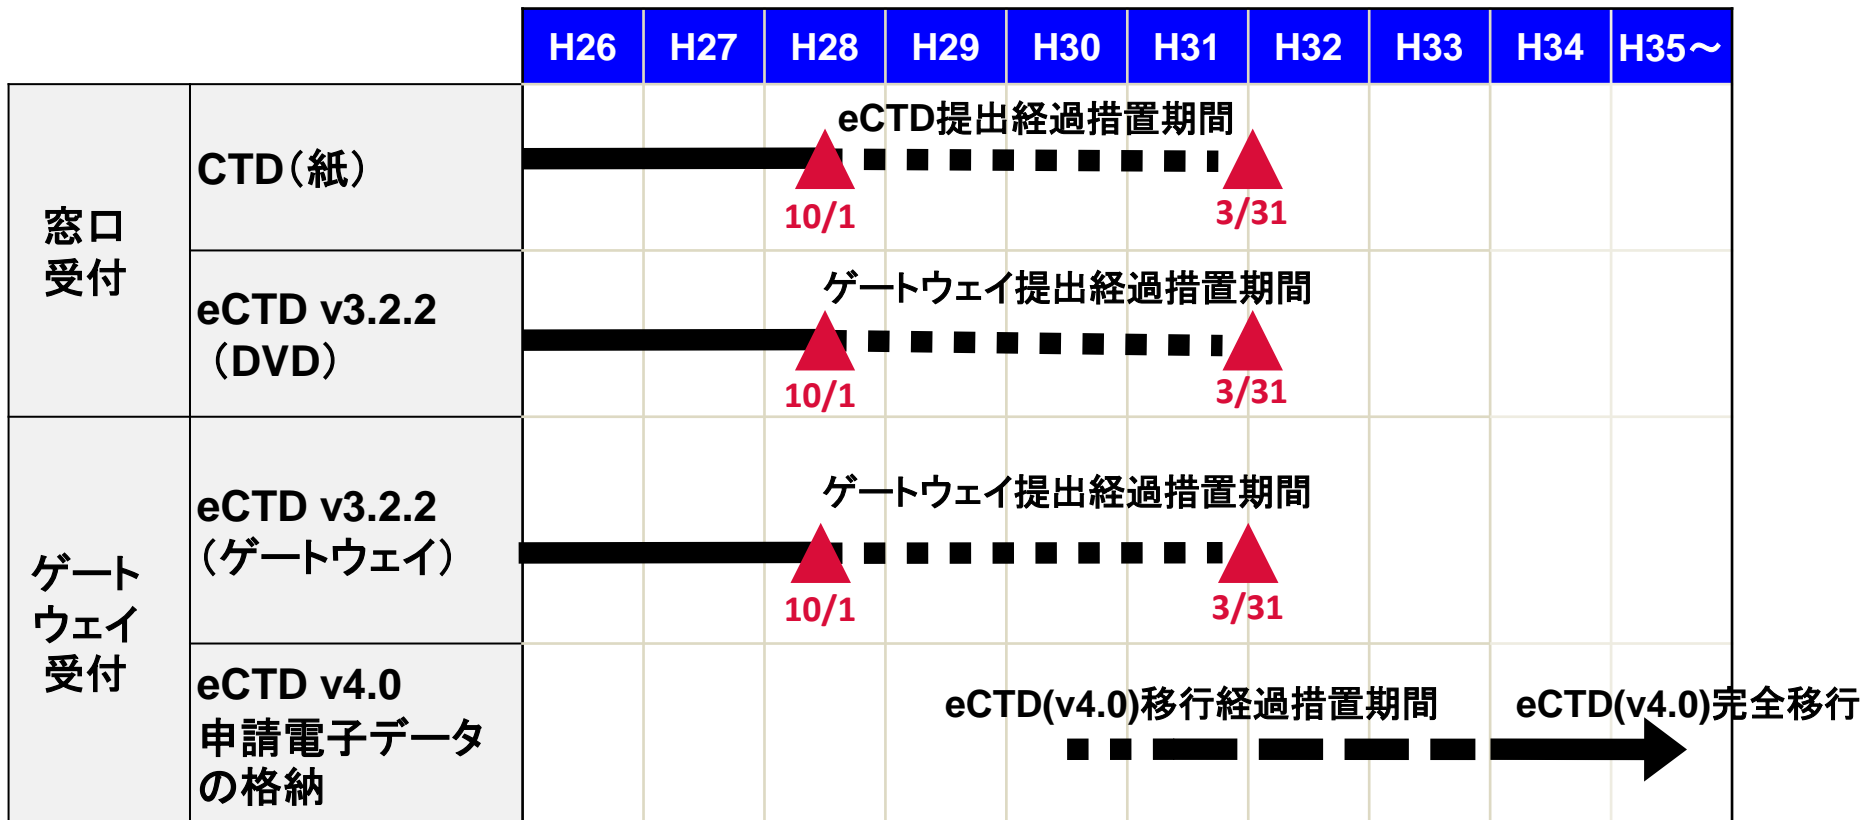 H26 H27 H28 H29 H30 H31 H32 H33 H34 H35～
窓口
受付
CTD（紙）
eCTD提出経過措置期間
10/1
3/31
eCTD v3.2.2
（DVD）
ゲートウェイ提出経過措置期間
10/1
3/31
ゲート
ウェイ
受付
eCTD v3.2.2
（ゲートウェイ）
ゲートウェイ提出経過措置期間
10/1
3/31
eCTD v4.0
申請電子データ
の格納
eCTD(v4.0)移行経過措置期間
eCTD(v4.0)完全移行